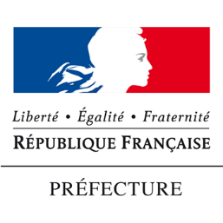 Liberté • Égalité • Fraternité
RÉPUBLIQUE FRANÇAISE
PRÉFECTURE